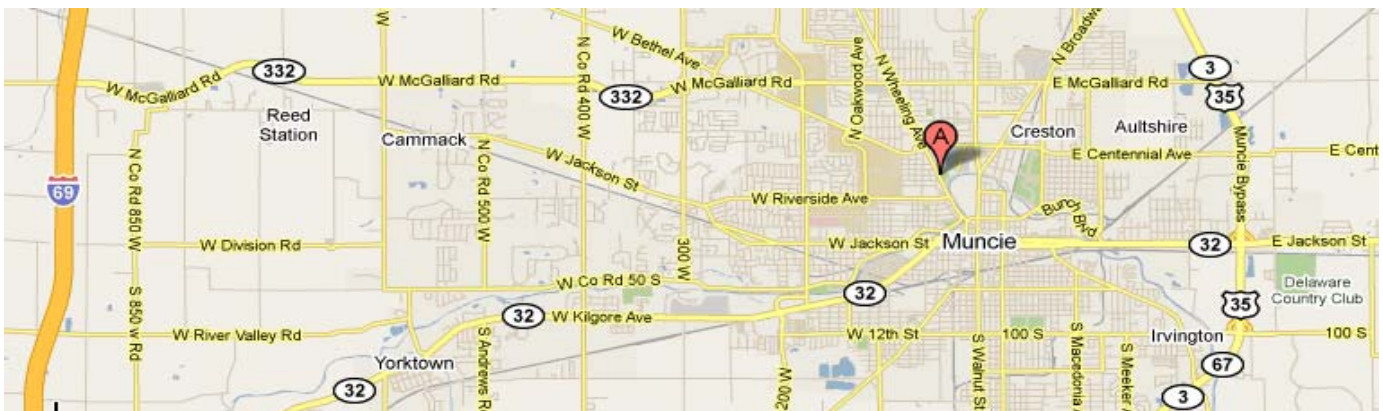 332
W McGalliard Rd
W McGalliard Rd
332
W McGalliard Rd
E McGalliard Rd
W Bethel Ave
N Oakwood Ave
N Wheeling Ave
N Broadway
3
35
Reed
Station
Cammack
N Co Rd 400 W
Creston
Aultshire
A
E Centennial Ave
E Cent
69
N Co Rd 850 W
N Co Rd 500 W
W Jackson St
W Riverside Ave
Bunch Blvd
Muncie Bypass
W Division Rd
300 W
W Jackson St
Muncie
32
E Jackson St
Delaware
Country Club
S 850 w Rd
W Co Rd 50 S
32
35
W River Valley Rd
32
W Kilgore Ave
W 12th St
100 S
Irvington
100 S
Yorktown
S Andrews R
200 W
S Walnut St
S Macedonia
S Meeker
67
32
3